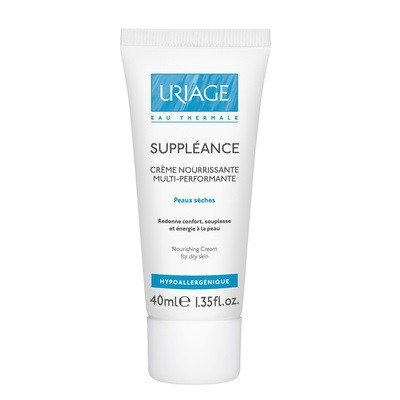 URIAGE
EAU THERMALE
SUPPLÉANCE
CRÈME NOURRISSANTE
MULTI-PERFORMANTE
Peaux sèches
Redonne confort, souplesse
et énergie à la peau
Nourishing Cream
for dry skin
HYPOALLERGÉNIQUE
40ml℮ 1.35fl.oz.